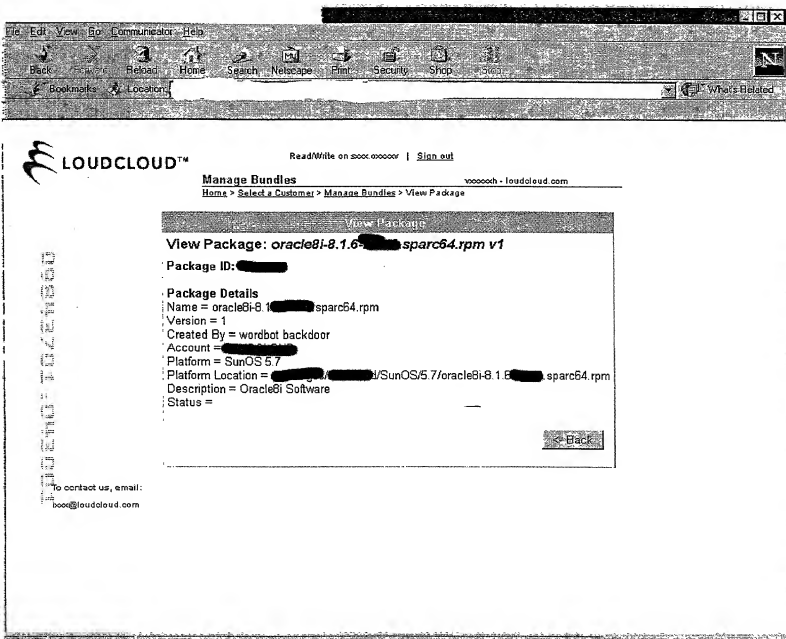 File Edit View Go Communicator Help
Back Reload Home Search Netscape Print Security Shop Stop
Bookmarks Location: What's Related
LOUDCLOUD™
Read/Write on | Sign out
Manage Bundles - loudcloud.com
Home > Select a Customer > Manage Bundles > View Package
View Package
View Package: oracle8i-8.1.6- sparc64.rpm v1
Package ID:
Package Details
Name = oracle8i-8.1 sparc64.rpm
Version = 1
Created By = wordbot backdoor
Account =
Platform = SunOS 5.7
Platform Location = / /SunOS/5.7/oracle8i-8.1.6 .sparc64.rpm
Description = Oracle8i Software
Status =
<- Back
To contact us, email:
@loudcloud.com